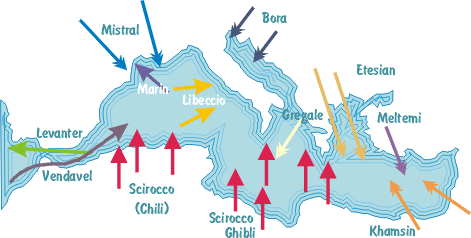 Bora
Mistral
Etesian
Marin
Libeccio
Gregale
Meltemi
Levanter
Vendavel
Scirocco
(Chili)
Scirocco
Ghibli
Khamsin